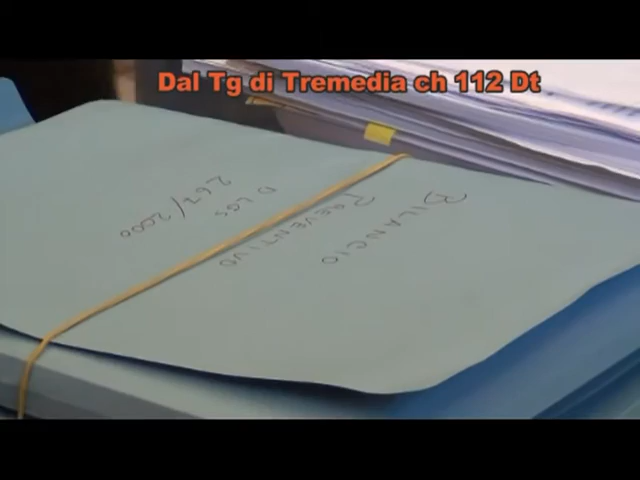 Dal Tg di Tremedia ch 112 Dt
BILANCIO
PREVENTIVO
D LGS
267/2000